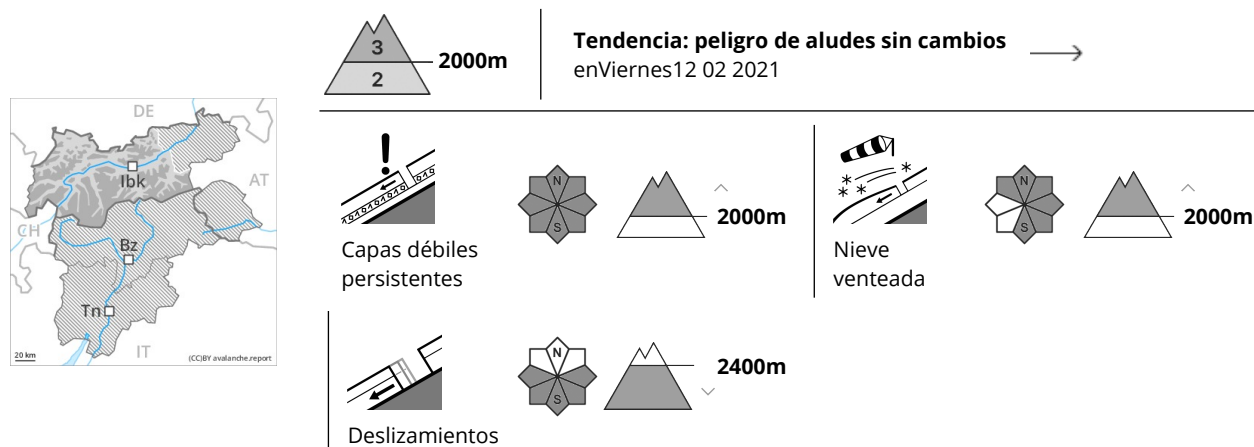 3
2
2000m
Tendencia: peligro de aludes sin cambios
enViernes12 02 2021
DE
Ibk
AT
CH
Bz
Tn
IT
20 km
(CC)BY avalanche.report
N
S
2000m
Capas débiles
persistentes
N
S
2000m
Nieve
venteada
N
S
2400m
Deslizamientos